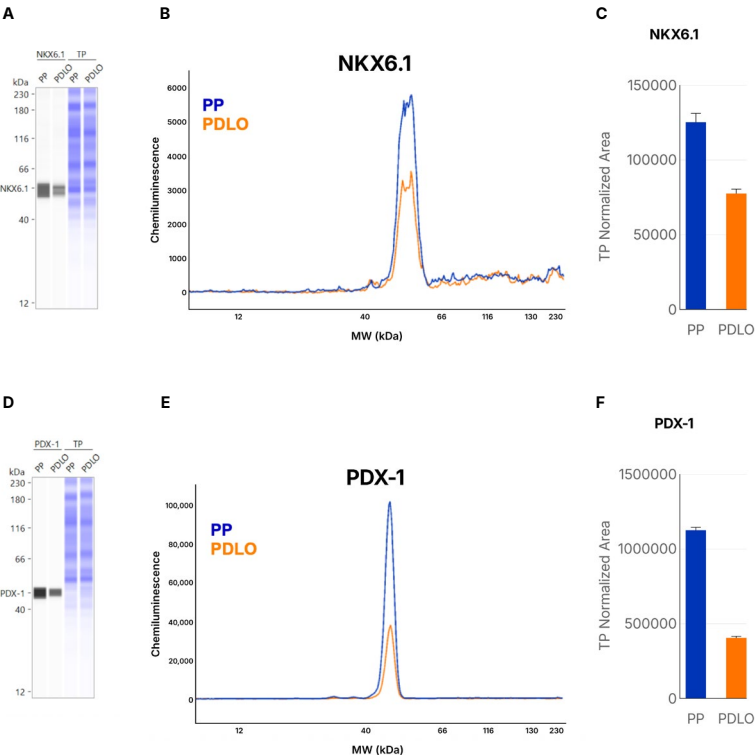 A
NKX6.1 TP
PP PDLO PP PDLO
kDa
230
180
116
66
NKX6.1
40
12
B
NKX6.1
PP
PDLO
Chemiluminescence
6000
5000
4000
3000
2000
1000
0
12 40 66 116 130 230
MW (kDa)
C
NKX6.1
TP Normalized Area
150000
100000
50000
0
PP PDLO
D
PDX-1 TP
PP PDLO PP PDLO
kDa
230
180
116
66
PDX-1
40
12
E
PDX-1
PP
PDLO
Chemiluminescence
100,000
80,000
60,000
40,000
20,000
0
12 40 66 116 130 230
MW (kDa)
F
PDX-1
TP Normalized Area
1500000
1000000
500000
0
PP PDLO